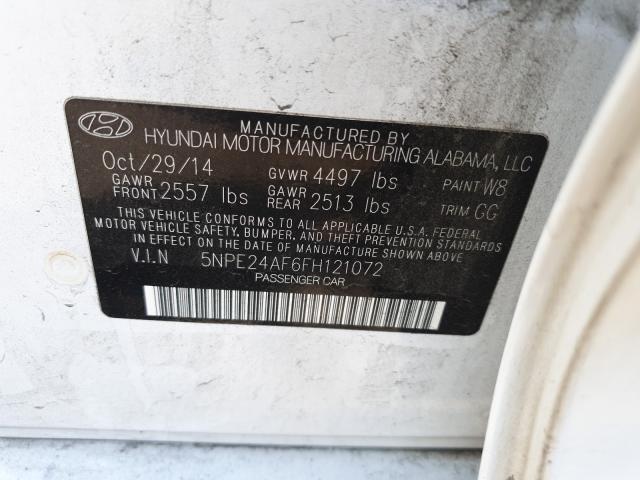 MANUFACTURED BY
HYUNDAI MOTOR MANUFACTURING ALABAMA, LLC
Oct/29/14 GVWR 4497 lbs PAINT W8
GAWR FRONT 2557 lbs GAWR REAR 2513 lbs TRIM GG
THIS VEHICLE CONFORMS TO ALL APPLICABLE U.S.A. FEDERAL
MOTOR VEHICLE SAFETY, BUMPER, AND THEFT PREVENTION
STANDARDS IN EFFECT ON THE DATE OF MANUFACTURE SHOWN ABOVE.
V.I.N 5NPE24AF6FH121072
PASSENGER CAR